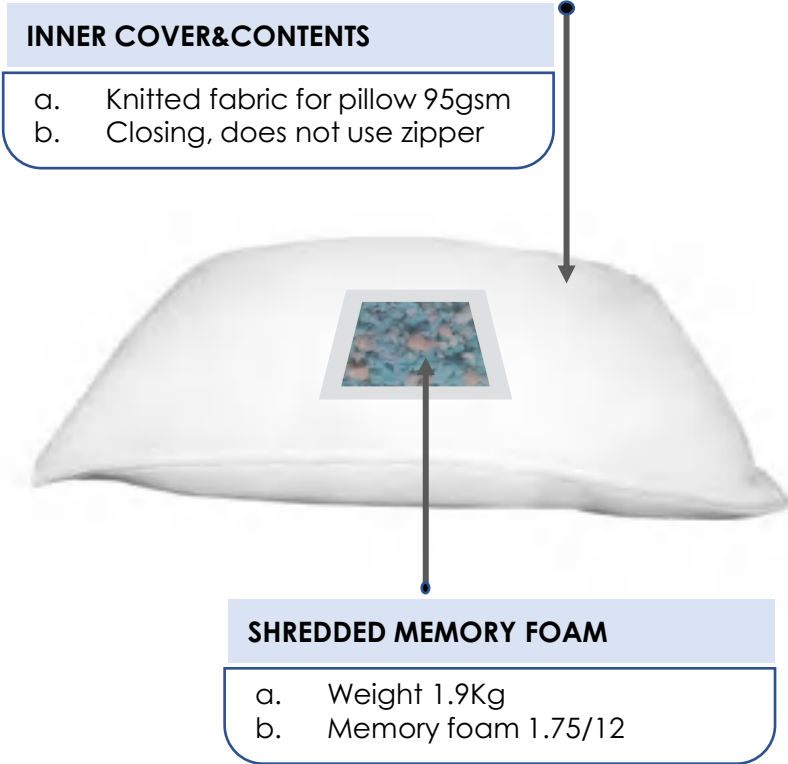 INNER COVER&CONTENTS
a. Knitted fabric for pillow 95gsm
b. Closing, does not use zipper
SHREDDED MEMORY FOAM
a. Weight 1.9Kg
b. Memory foam 1.75/12